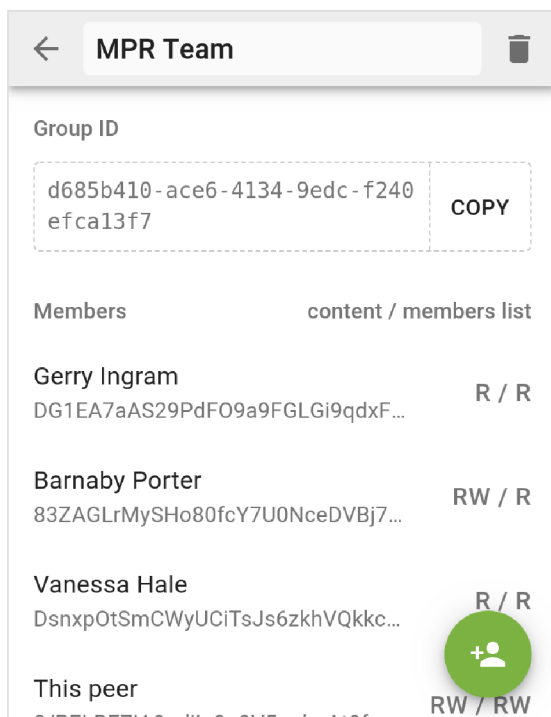 MPR Team
Group ID
d685b410-ace6-4134-9edc-f240
efca13f7
COPY
Members
content / members list
Gerry Ingram
DG1EA7aAS29PdFO9a9FGLGi9qdxF...
R / R
Barnaby Porter
83ZAGLrMySHo80fcY7U0NceDVBj7...
RW / R
Vanessa Hale
DsnxpOtSmCWyUCiTsJs6zkhVQkkc...
R / R
This peer
RW / RW